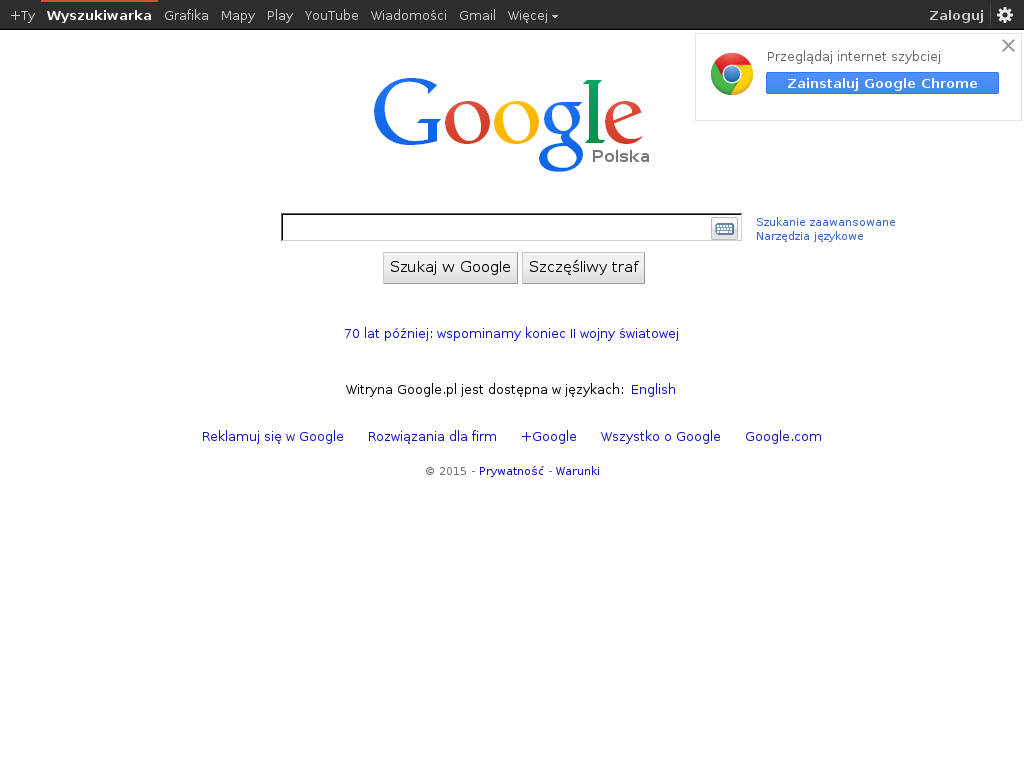 +Ty Wyszukiwarka Grafika Mapy Play YouTube Wiadomości Gmail Więcej Zaloguj
Przeglądaj internet szybciej
Zainstaluj Google Chrome
Google
Polska
Szukanie zaawansowane
Narzędzia językowe
Szukaj w Google Szczęśliwy traf
70 lat później: wspominamy koniec II wojny światowej
Witryna Google.pl jest dostępna w językach: English
Reklamuj się w Google Rozwiązania dla firm +Google Wszystko o Google Google.com
© 2015 - Prywatność - Warunki